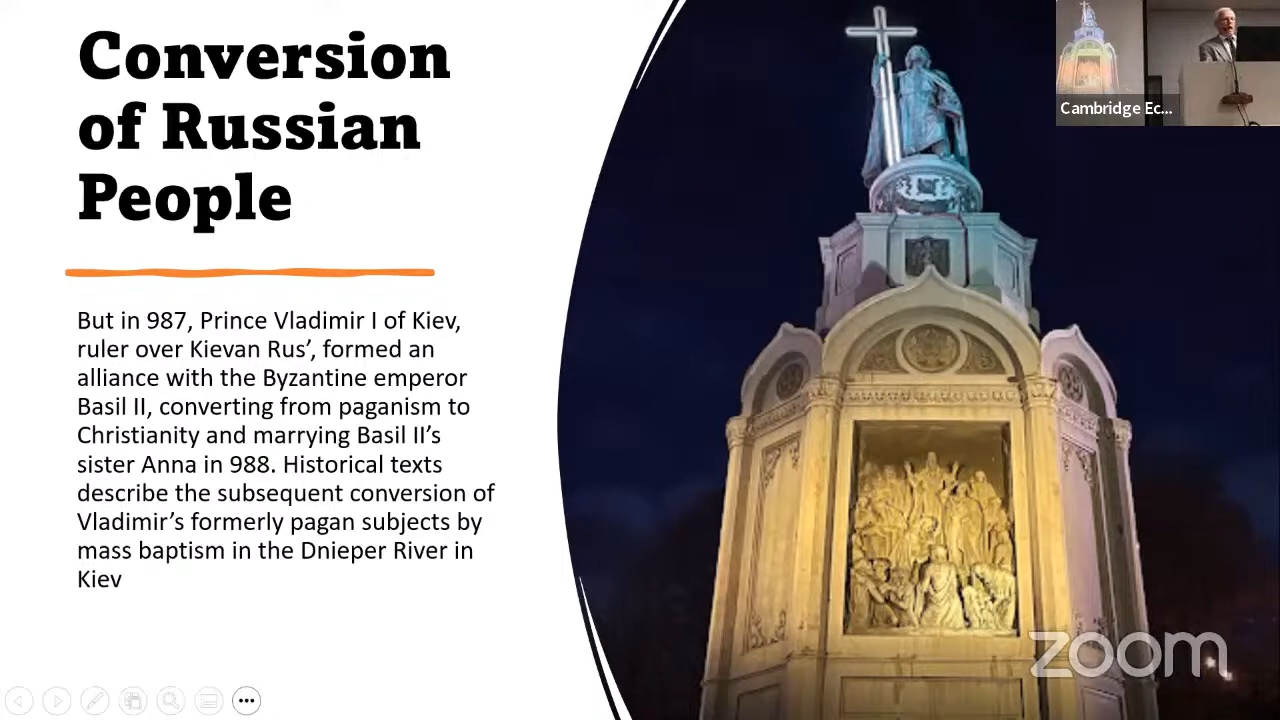 Conversion
of Russian
People
But in 987, Prince Vladimir I of Kiev,
ruler over Kievan Rus’, formed an
alliance with the Byzantine emperor
Basil II, converting from paganism to
Christianity and marrying Basil II’s
sister Anna in 988. Historical texts
describe the subsequent conversion of
Vladimir’s formerly pagan subjects by
mass baptism in the Dnieper River in
Kiev
Cambridge Ec...
zoom